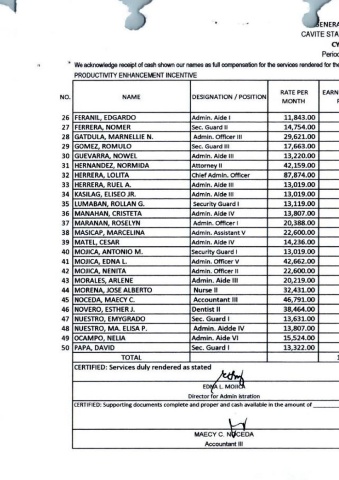 GENERA
CAVITE STA
CY
Period
* We acknowledge receipt of cash shown our names as full compensation for the services rendered for the
PRODUCTIVITY ENHANCEMENT INCENTIVE
NO. NAME DESIGNATION / POSITION RATE PER MONTH EARN
26 FERANIL, EDGARDO Admin. Aide I 11,843.00
27 FERRERA, NOMER Sec. Guard II 14,754.00
28 GATDULA, MARNELLIE N. Admin. Officer III 29,621.00
29 GOMEZ, ROMULO Sec. Guard III 17,663.00
30 GUEVARRA, NOWEL Admin. Aide III 13,220.00
31 HERNANDEZ, NORMIDA Attorney II 42,159.00
32 HERRERA, LOLITA Chief Admin. Officer 87,874.00
33 HERRERA, RUEL A. Admin. Aide III 13,019.00
34 KASILAG, ELISEO JR. Admin. Aide III 13,019.00
35 LUMABAN, ROLLAN G. Security Guard I 13,119.00
36 MANAHAN, CRISTETA Admin. Aide IV 13,807.00
37 MARANAN, ROSELYN Admin. Officer I 20,388.00
38 MASICAP, MARCELINA Admin. Assistant V 22,600.00
39 MATEL, CESAR Admin. Aide IV 14,236.00
40 MOJICA, ANTONIO M. Security Guard I 13,019.00
41 MOJICA, EDNA L. Admin. Officer V 42,662.00
42 MOJICA, NENITA Admin. Officer II 22,600.00
43 MORALES, ARLENE Admin. Aide III 20,219.00
44 MORENA, JOSE ALBERTO Nurse II 32,431.00
45 NOCEDA, MAECY C. Accountant III 46,791.00
46 NOVERO, ESTHER J. Dentist II 38,464.00
47 NUESTRO, EMYGRADO Sec. Guard I 13,631.00
48 NUESTRO, MA. ELISA P. Admin. Aidde IV 13,807.00
49 OCAMPO, NELIA Admin. Aide VI 15,524.00
50 PAPA, DAVID Sec. Guard I 13,322.00
TOTAL
CERTIFIED: Services duly rendered as stated
EDNA L. MOJICA
Director for Admin istration
CERTIFIED: Supporting documents complete and proper and cash available in the amount of
MAECY C. NOCEDA
Accountant III